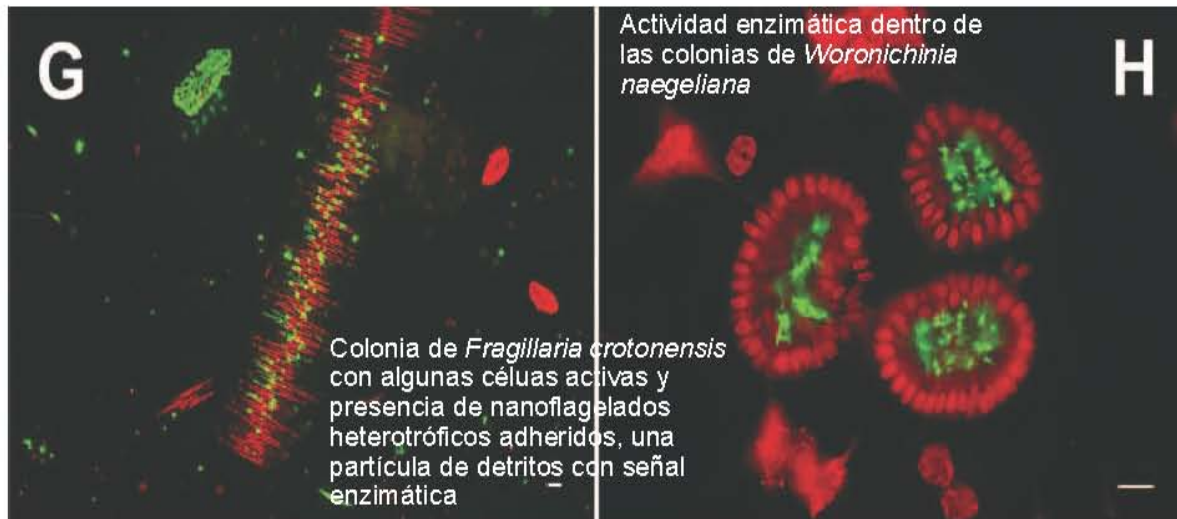 G
Actividad enzimática dentro de
las colonias de Woronichinia
naegeliana
H
Colonia de Fragillaria crotonensis
con algunas céluas activas y
presencia de nanoflagelados
heterotróficos adheridos, una
partícula de detritos con señal
enzimática